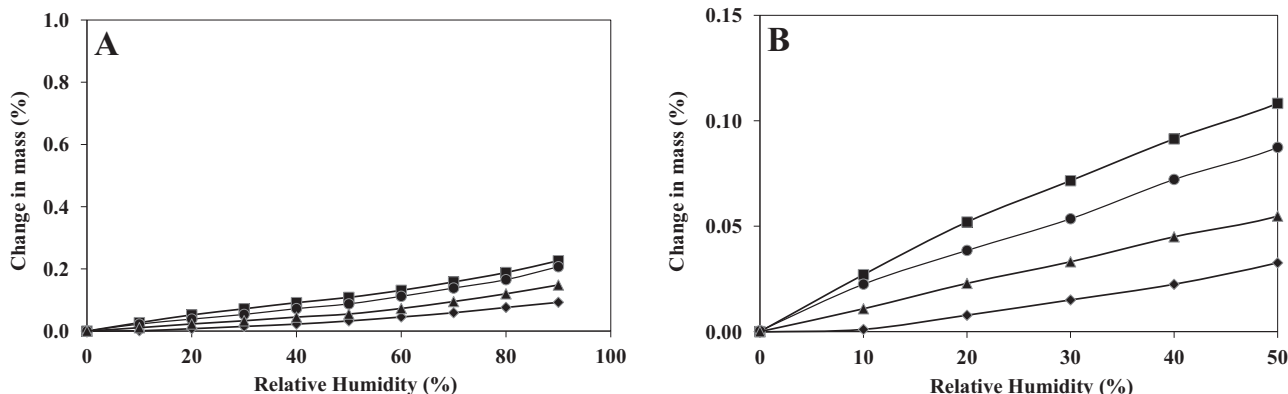 A
Change in mass (%)
1.0
0.8
0.6
0.4
0.2
0.0
0 20 40 60 80 100
Relative Humidity (%)
B
Change in mass (%)
0.15
0.10
0.05
0.00
0 10 20 30 40 50
Relative Humidity (%)